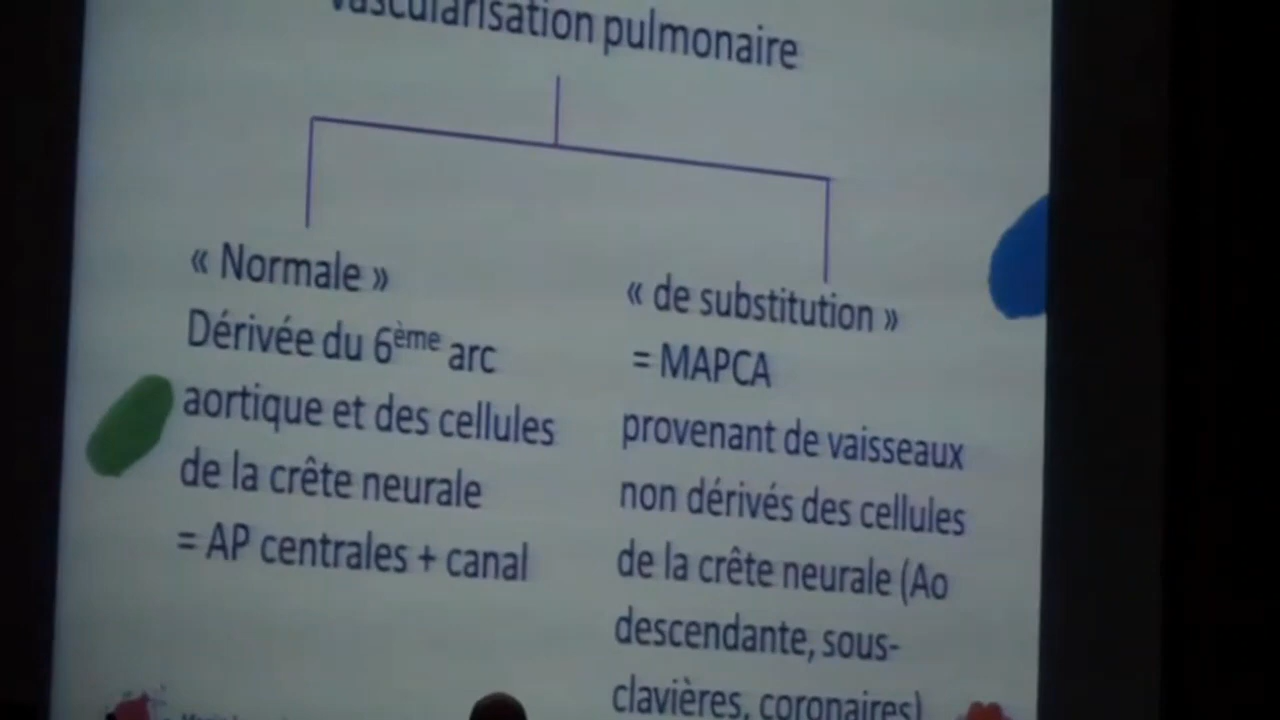 vascularisation pulmonaire
« Normale »
Dérivée du 6ème arc
aortique et des cellules
de la crête neurale
= AP centrales + canal
« de substitution »
= MAPCA
provenant de vaisseaux
non dérivés des cellules
de la crête neurale (Ao
descendante, sous-
clavières, coronaires)